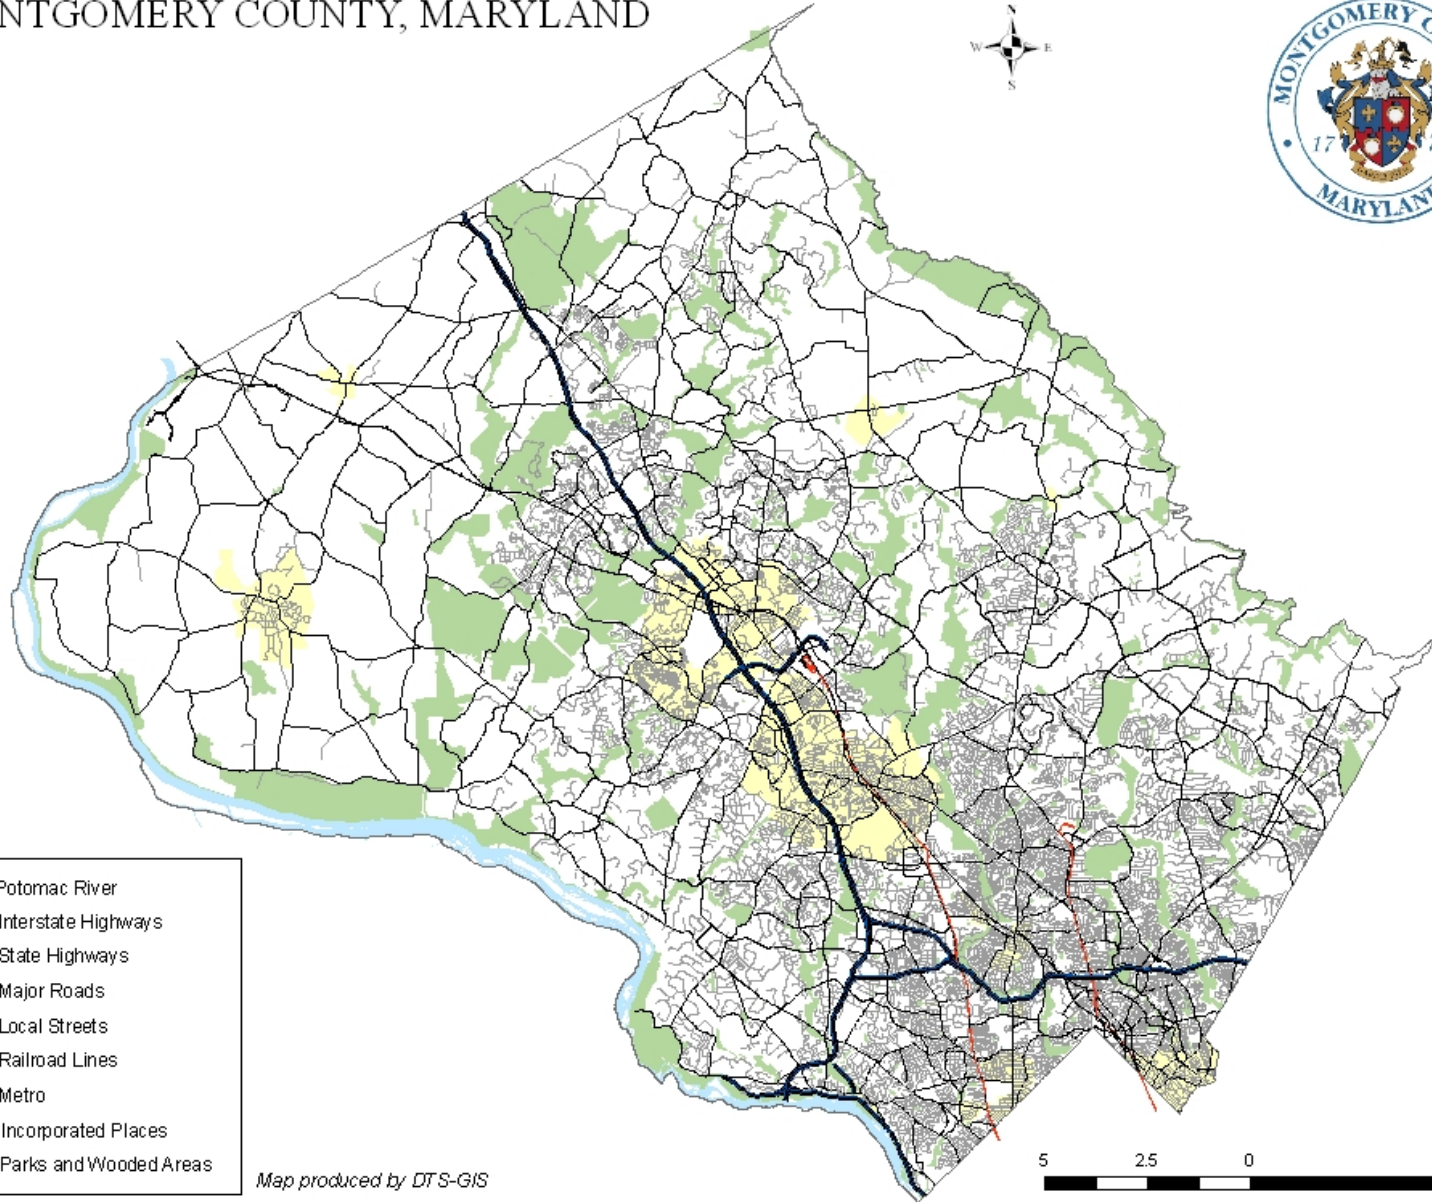 NTGOMERY COUNTY, MARYLAND
N
W E
S
MONTGOMERY C
17
MARYLAN
Potomac River
Interstate Highways
State Highways
Major Roads
Local Streets
Railroad Lines
Metro
Incorporated Places
Parks and Wooded Areas
Map produced by DTS-GIS
5 2.5 0